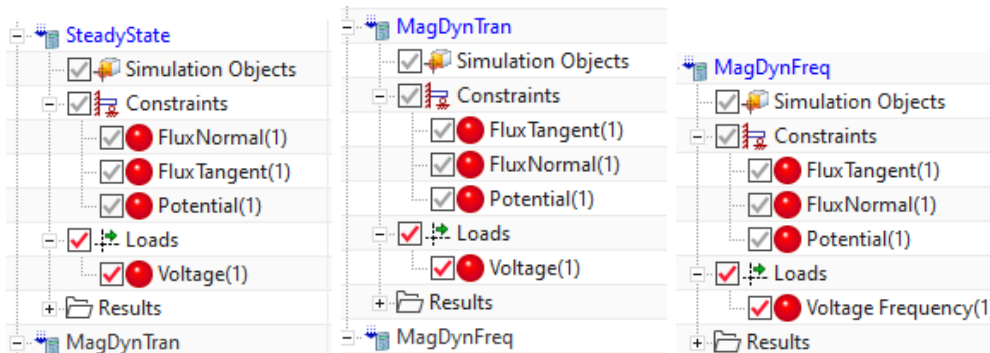 SteadyState
Simulation Objects
Constraints
FluxNormal(1)
FluxTangent(1)
Potential(1)
Loads
Voltage(1)
Results
MagDynTran
MagDynTran
Simulation Objects
Constraints
FluxTangent(1)
FluxNormal(1)
Potential(1)
Loads
Voltage(1)
Results
MagDynFreq
MagDynFreq
Simulation Objects
Constraints
FluxTangent(1)
FluxNormal(1)
Potential(1)
Loads
Voltage Frequency(1
Results